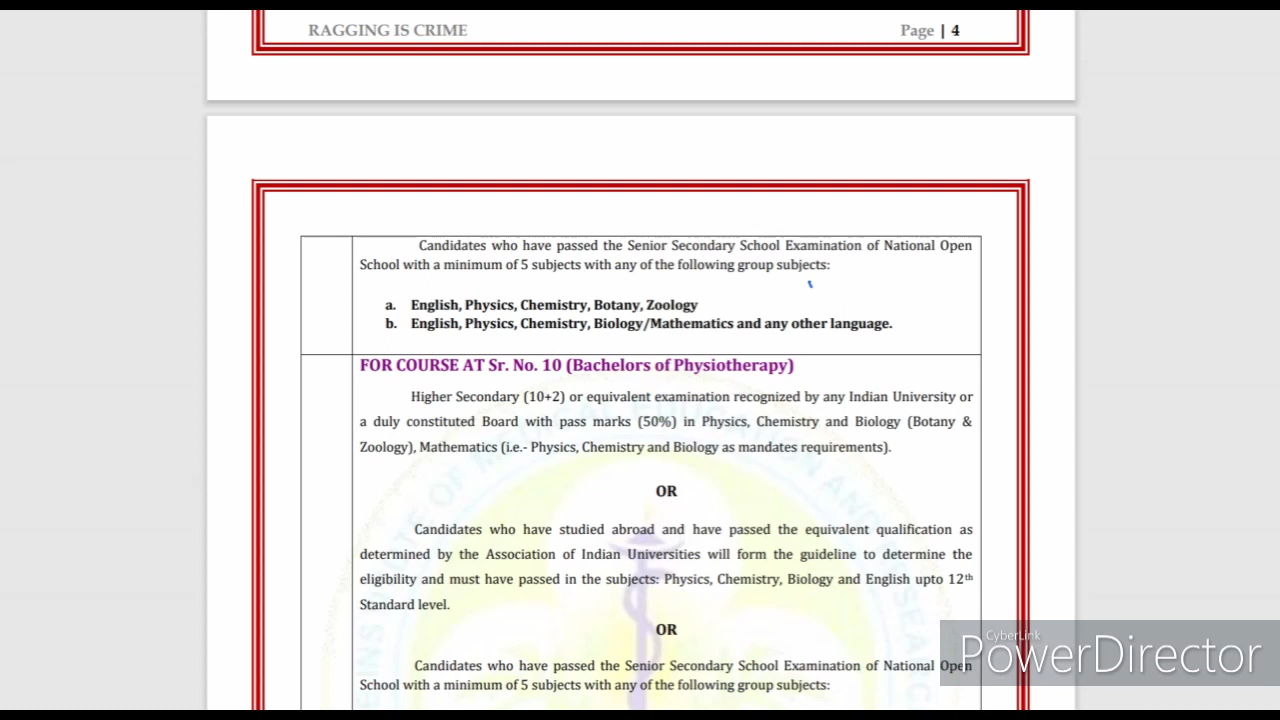 RAGGING IS CRIME Page | 4
Candidates who have passed the Senior Secondary School Examination of National Open
School with a minimum of 5 subjects with any of the following group subjects:
a. English, Physics, Chemistry, Botany, Zoology
b. English, Physics, Chemistry, Biology/Mathematics and any other language.
FOR COURSE AT Sr. No. 10 (Bachelors of Physiotherapy)
Higher Secondary (10+2) or equivalent examination recognized by any Indian University or
a duly constituted Board with pass marks (50%) in Physics, Chemistry and Biology (Botany &
Zoology), Mathematics (i.e.- Physics, Chemistry and Biology as mandates requirements).
OR
Candidates who have studied abroad and have passed the equivalent qualification as
determined by the Association of Indian Universities will form the guideline to determine the
eligibility and must have passed in the subjects: Physics, Chemistry, Biology and English upto 12th
Standard level.
OR
Candidates who have passed the Senior Secondary School Examination of National Open
School with a minimum of 5 subjects with any of the following group subjects:
CyberLink
PowerDirector